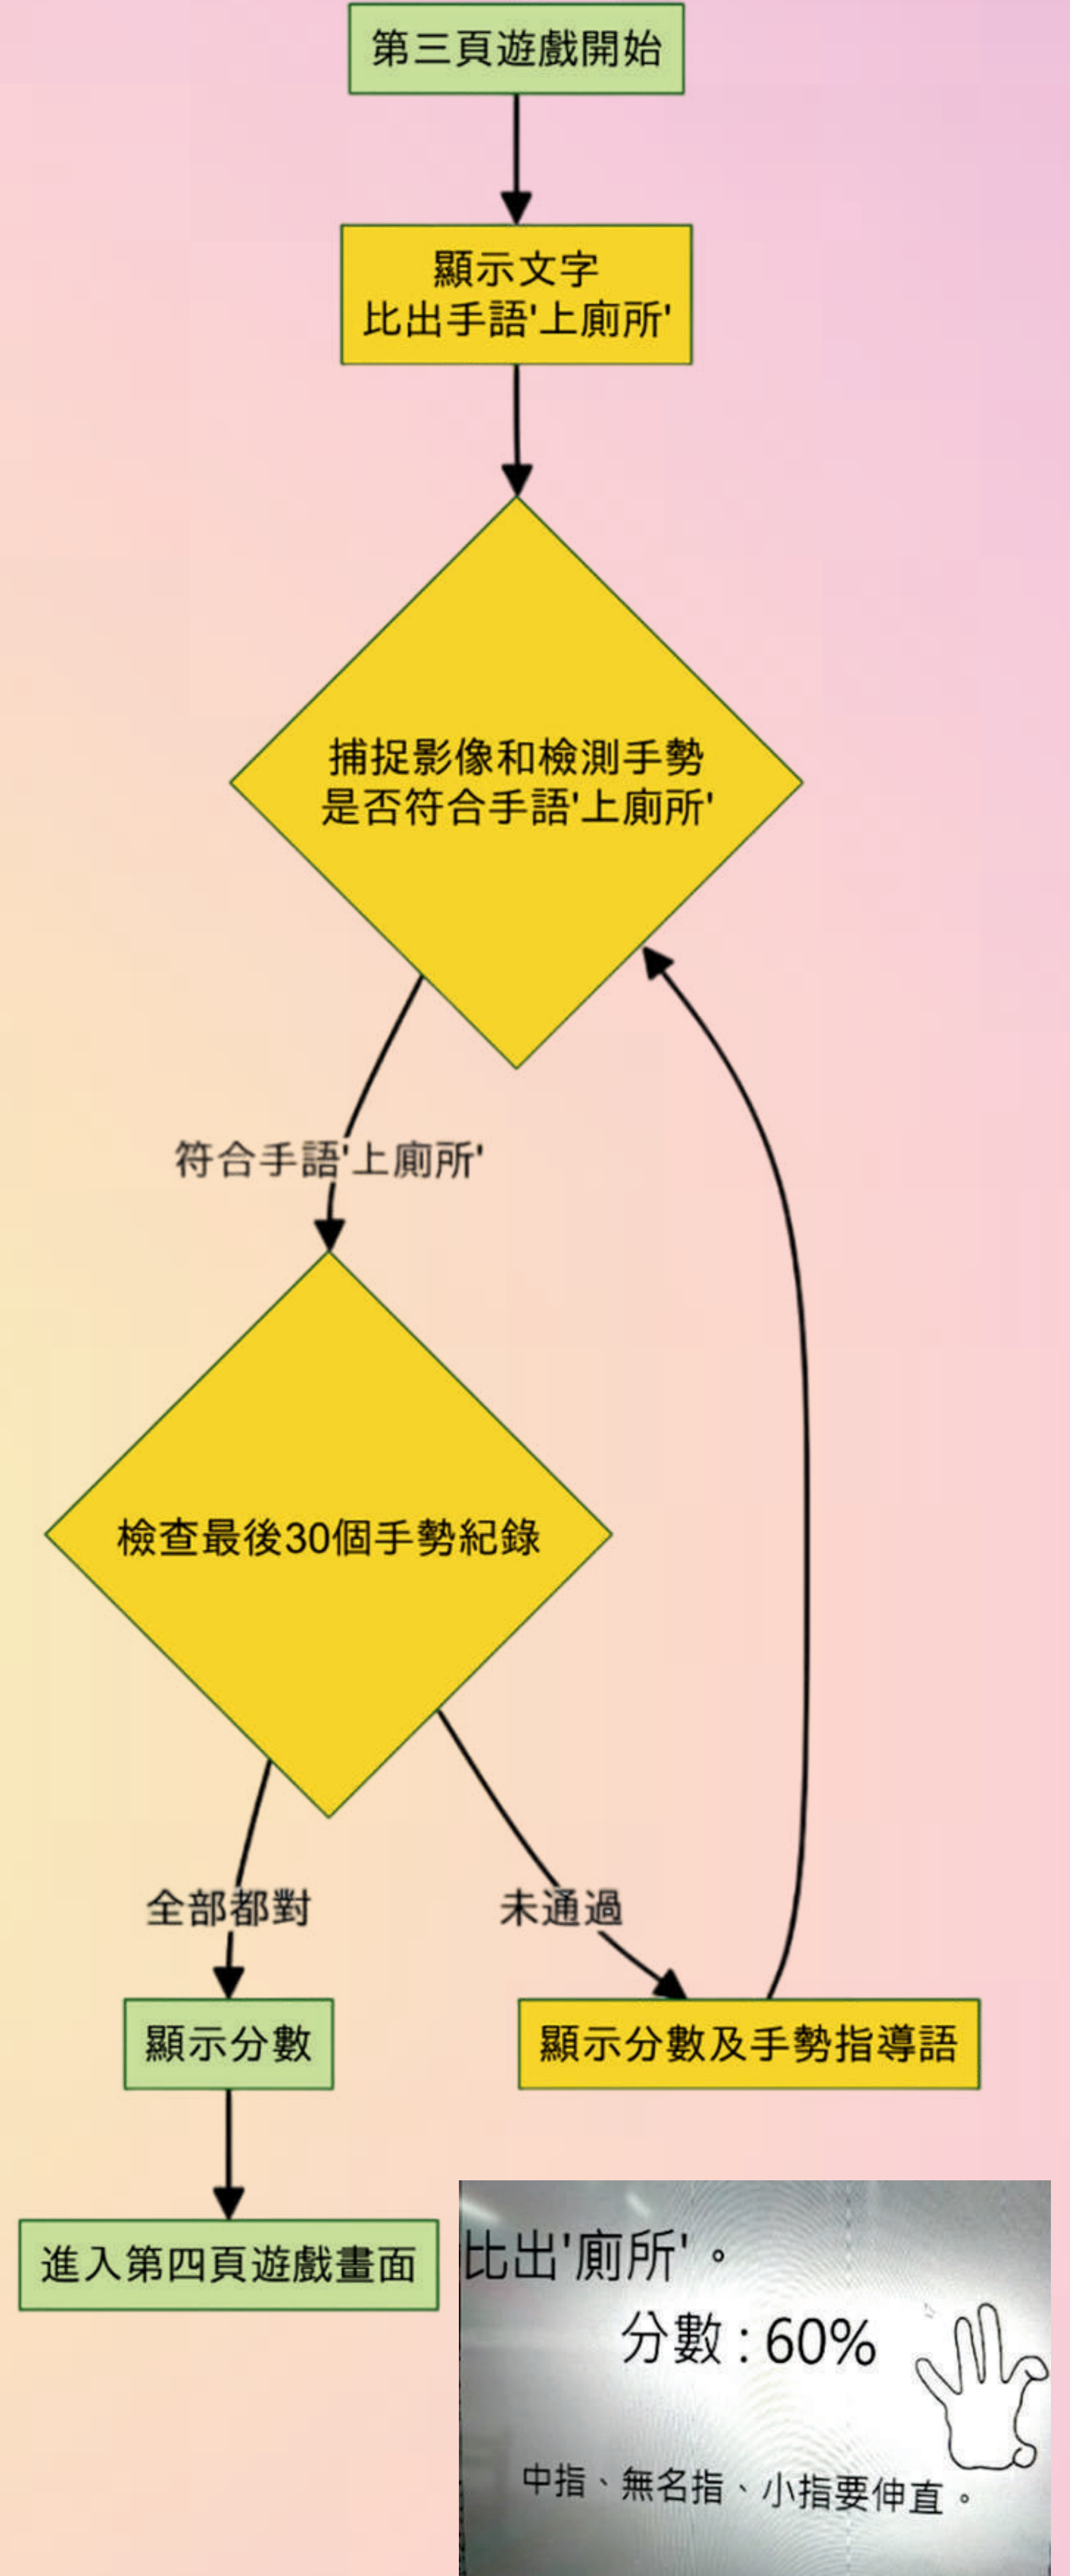 第三頁遊戲開始
顯示文字
比出手語'上廁所'
捕捉影像和檢測手勢
是否符合手語'上廁所'
符合手語'上廁所'
檢查最後30個手勢紀錄
全部都對
未通過
顯示分數
顯示分數及手勢指導語
進入第四頁遊戲畫面
比出'廁所'。
分數：60%
中指、無名指、小指要伸直。